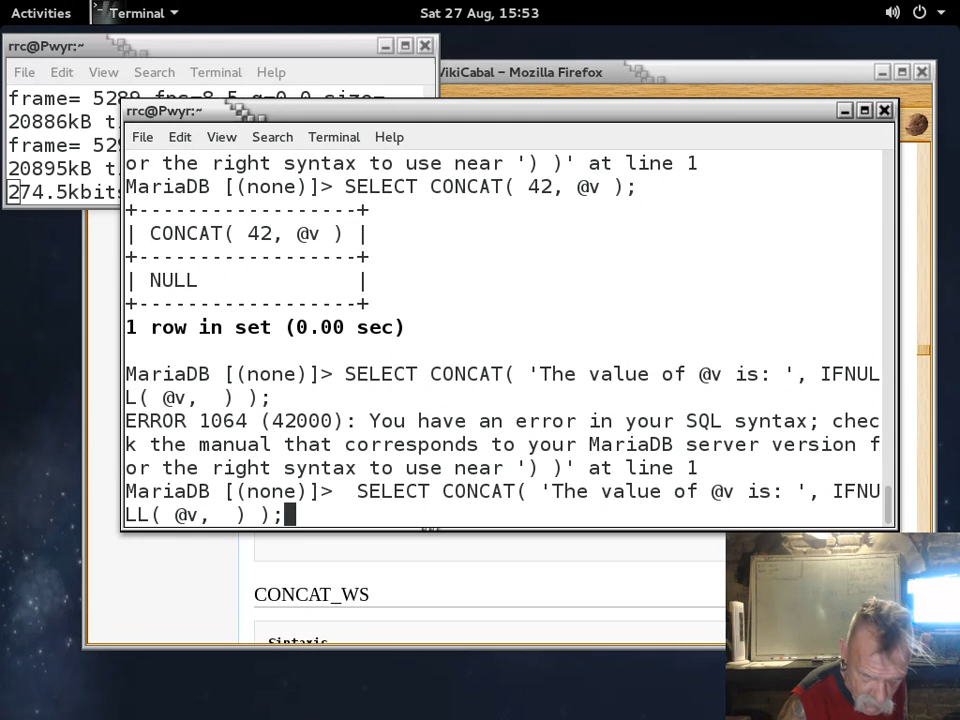 Activities
Terminal
Sat 27 Aug, 15:53
rrc@Pwyr:~
File Edit View Search Terminal Help
20886kB
20895kB
274.5kbits
VikiCabal – Mozilla Firefox
rrc@Pwyr:~
File Edit View Search Terminal Help
or the right syntax to use near ') )' at line 1
MariaDB [(none)]> SELECT CONCAT( 42, @v );
+------------------+
| CONCAT( 42, @v ) |
+------------------+
| NULL             |
+------------------+
1 row in set (0.00 sec)
MariaDB [(none)]> SELECT CONCAT( 'The value of @v is: ', IFNUL
L( @v,  ) );
ERROR 1064 (42000): You have an error in your SQL syntax; chec
k the manual that corresponds to your MariaDB server version f
or the right syntax to use near ') )' at line 1
MariaDB [(none)]>  SELECT CONCAT( 'The value of @v is: ', IFNU
LL( @v,  ) );
CONCAT_WS
Sintaxis